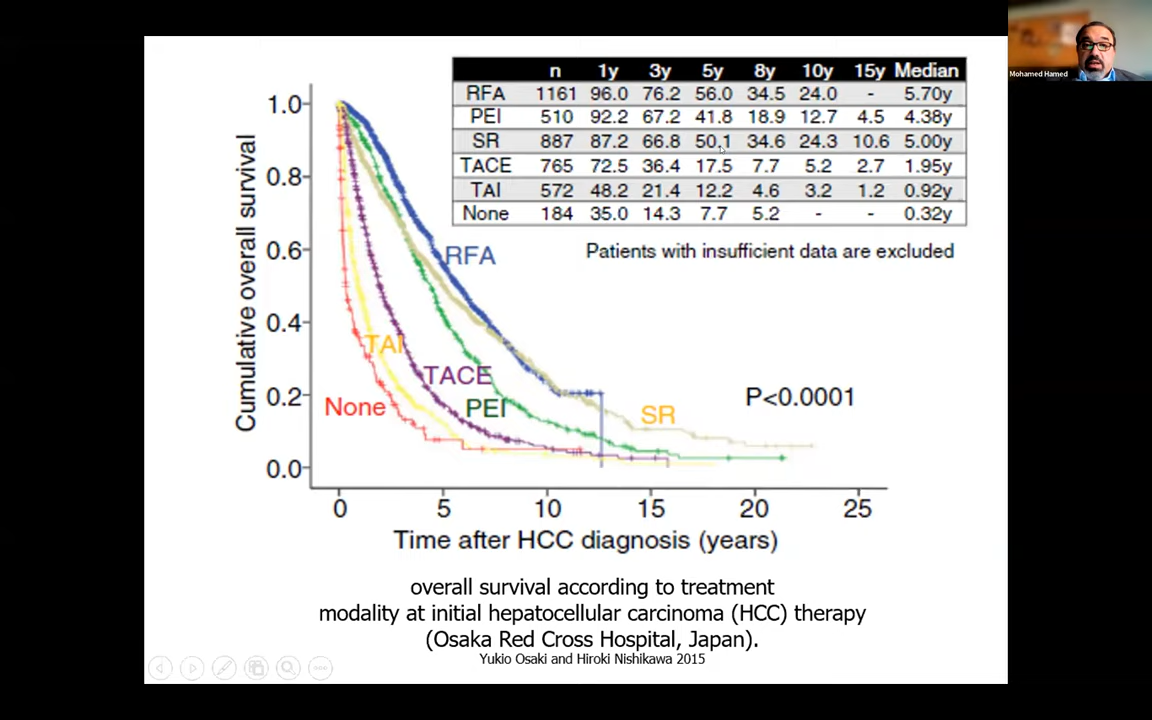 Mohamed Hamed
n 1y 3y 5y 8y 10y 15y Median
RFA 1161 96.0 76.2 56.0 34.5 24.0 - 5.70y
PEI 510 92.2 67.2 41.8 18.9 12.7 4.5 4.38y
SR 887 87.2 66.8 50.1 34.6 24.3 10.6 5.00y
TACE 765 72.5 36.4 17.5 7.7 5.2 2.7 1.95y
TAI 572 48.2 21.4 12.2 4.6 3.2 1.2 0.92y
None 184 35.0 14.3 7.7 5.2 - - 0.32y
Patients with insufficient data are excluded
Cumulative overall survival
1.0
0.8
0.6
0.4
0.2
0.0
RFA
TAI
TACE
None
PEI
SR
P<0.0001
0 5 10 15 20 25
Time after HCC diagnosis (years)
overall survival according to treatment
modality at initial hepatocellular carcinoma (HCC) therapy
(Osaka Red Cross Hospital, Japan).
Yukio Osaki and Hiroki Nishikawa 2015